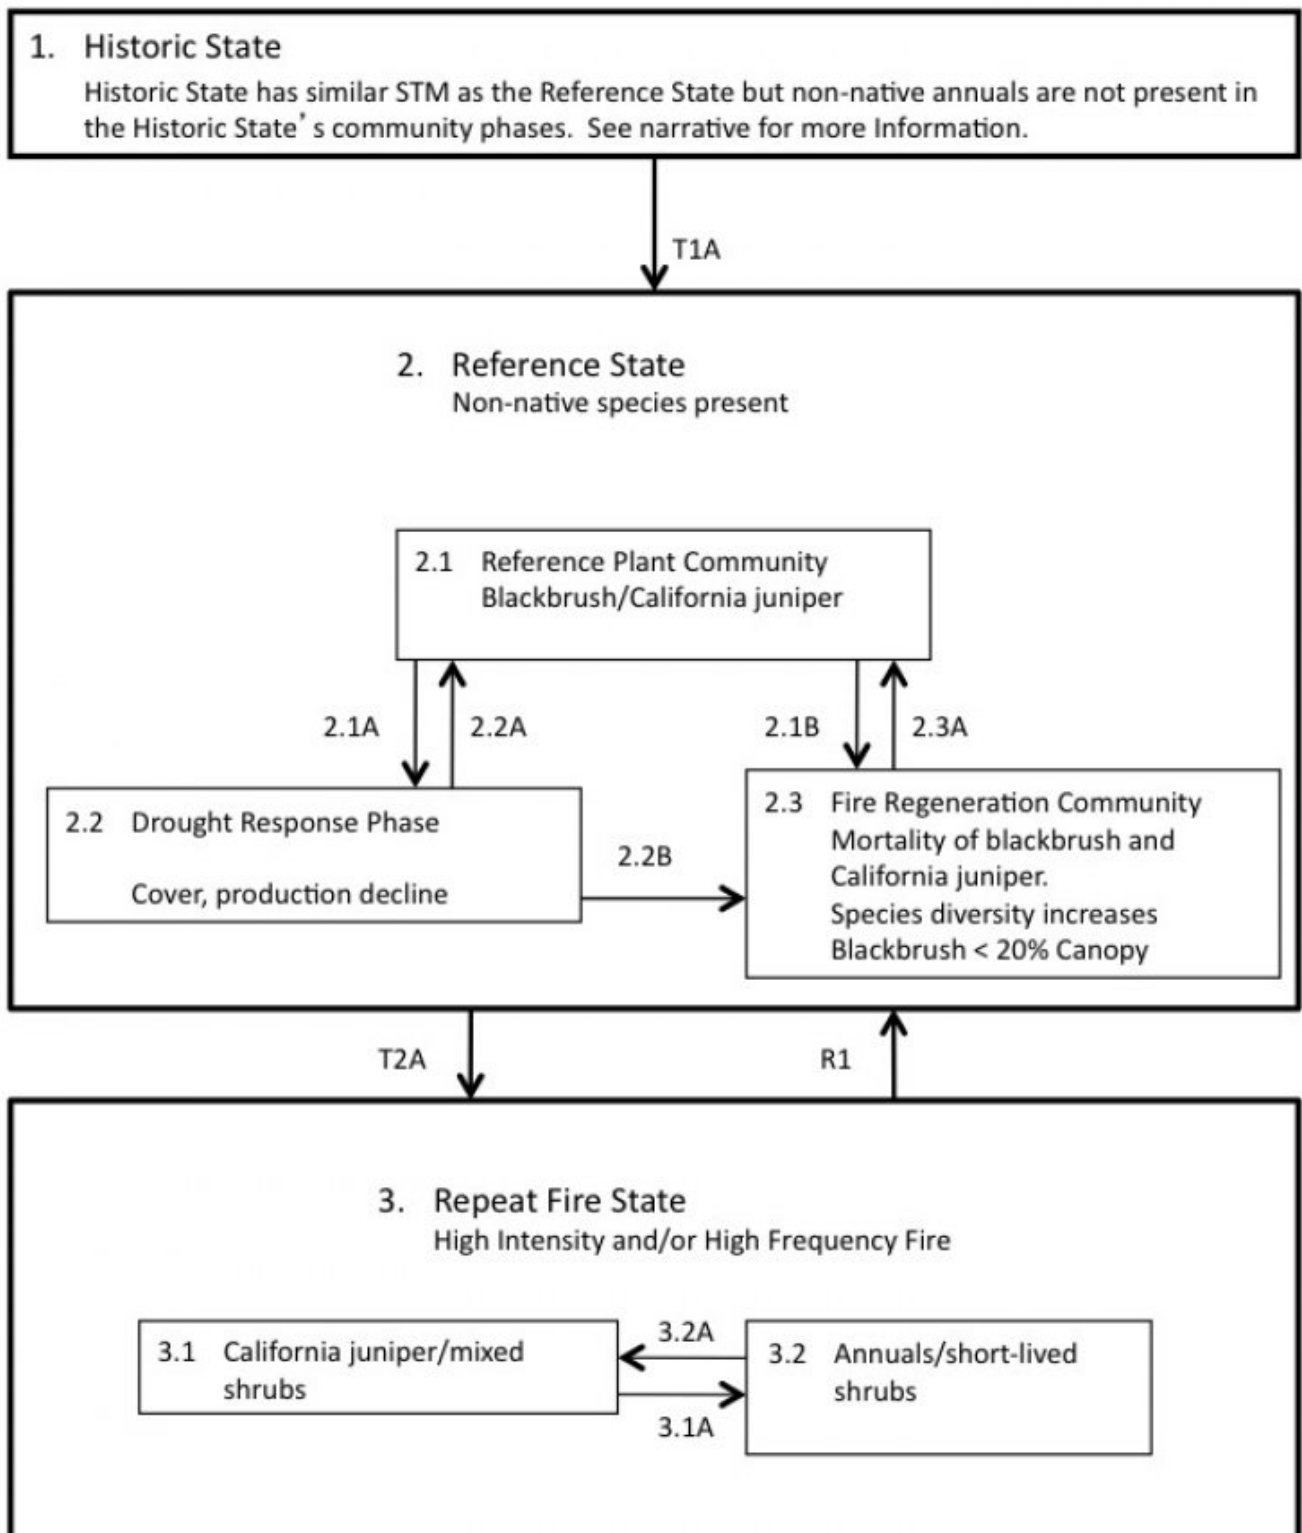 1. Historic State
Historic State has similar STM as the Reference State but non-native annuals are not present in
the Historic State's community phases. See narrative for more Information.
T1A
2. Reference State
Non-native species present
2.1 Reference Plant Community
Blackbrush/California juniper
2.1A
2.2A
2.1B
2.3A
2.2 Drought Response Phase
Cover, production decline
2.2B
2.3 Fire Regeneration Community
Mortality of blackbrush and
California juniper.
Species diversity increases
Blackbrush < 20% Canopy
T2A
R1
3. Repeat Fire State
High Intensity and/or High Frequency Fire
3.1 California juniper/mixed
shrubs
3.2A
3.1A
3.2 Annuals/short-lived
shrubs